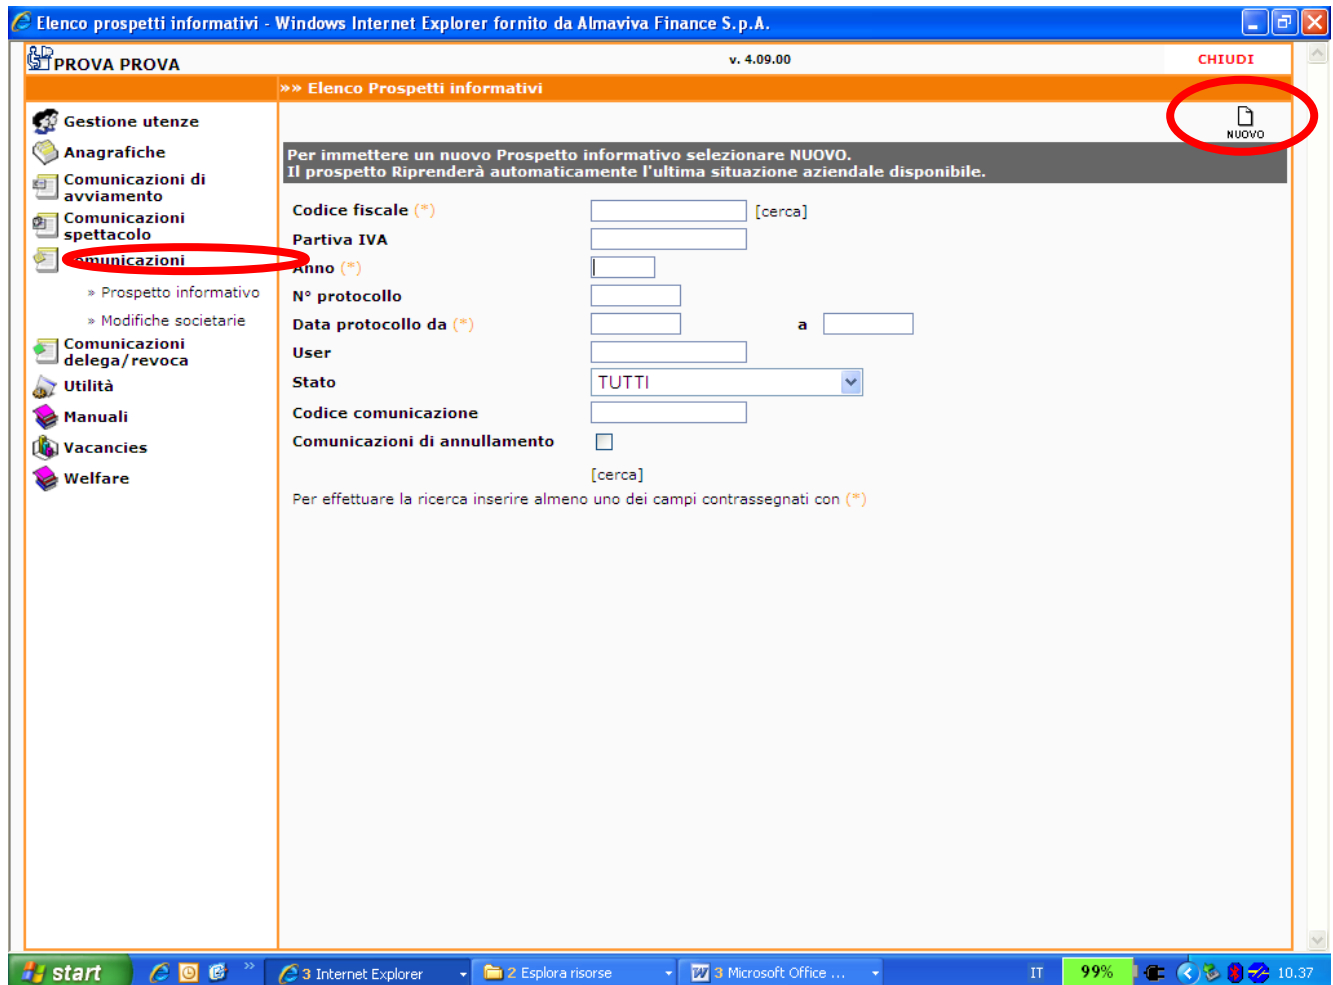 Elenco prospetti informativi - Windows Internet Explorer fornito da Almaviva Finance S.p.A.
PROVA PROVA
v. 4.09.00
CHIUDI
»» Elenco Prospetti informativi
NUOVO
Gestione utenze
Anagrafiche
Comunicazioni di
avviamento
Comunicazioni
spettacolo
Comunicazioni
» Prospetto informativo
» Modifiche societarie
Comunicazioni
delega/revoca
Utilità
Manuali
Vacancies
Welfare
Per immettere un nuovo Prospetto informativo selezionare NUOVO.
Il prospetto Riprenderà automaticamente l'ultima situazione aziendale disponibile.
Codice fiscale (*) [cerca]
Partiva IVA
Anno (*)
N° protocollo
Data protocollo da (*) a
User
Stato TUTTI
Codice comunicazione
Comunicazioni di annullamento
[cerca]
Per effettuare la ricerca inserire almeno uno dei campi contrassegnati con (*)
start » 3 Internet Explorer 2 Esplora risorse 3 Microsoft Office ... IT 99% 10.37